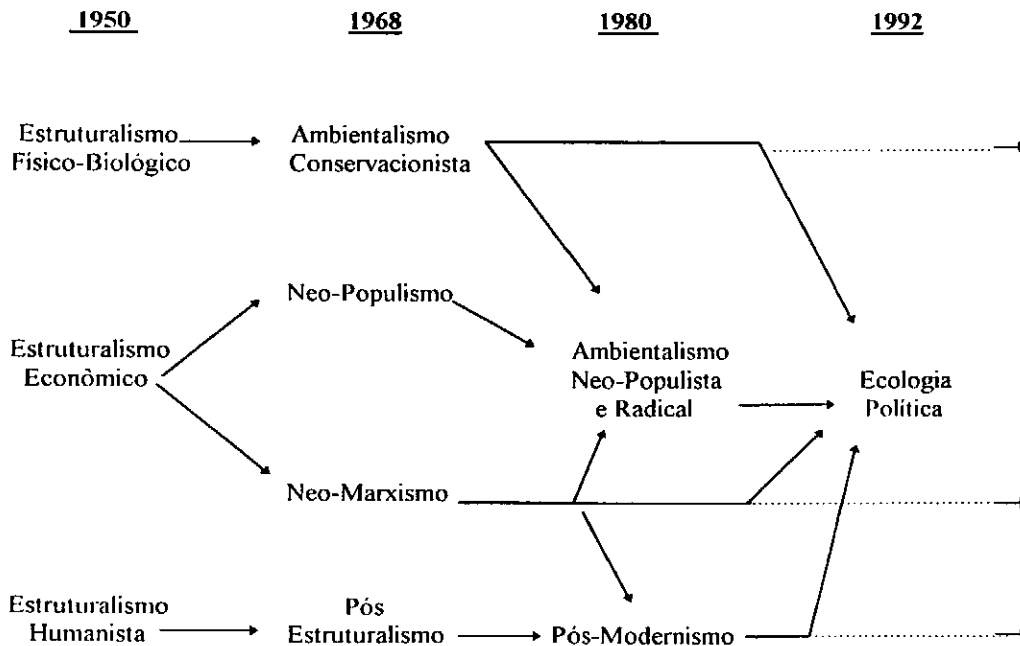 1950
1968
1980
1992
Estruturalismo
Físico-Biológico
Ambientalismo
Conservacionista
Neo-Populismo
Estruturalismo
Econômico
Ambientalismo
Neo-Populista
e Radical
Ecologia
Política
Neo-Marxismo
Estruturalismo
Humanista
Pós
Estruturalismo
Pós-Modernismo